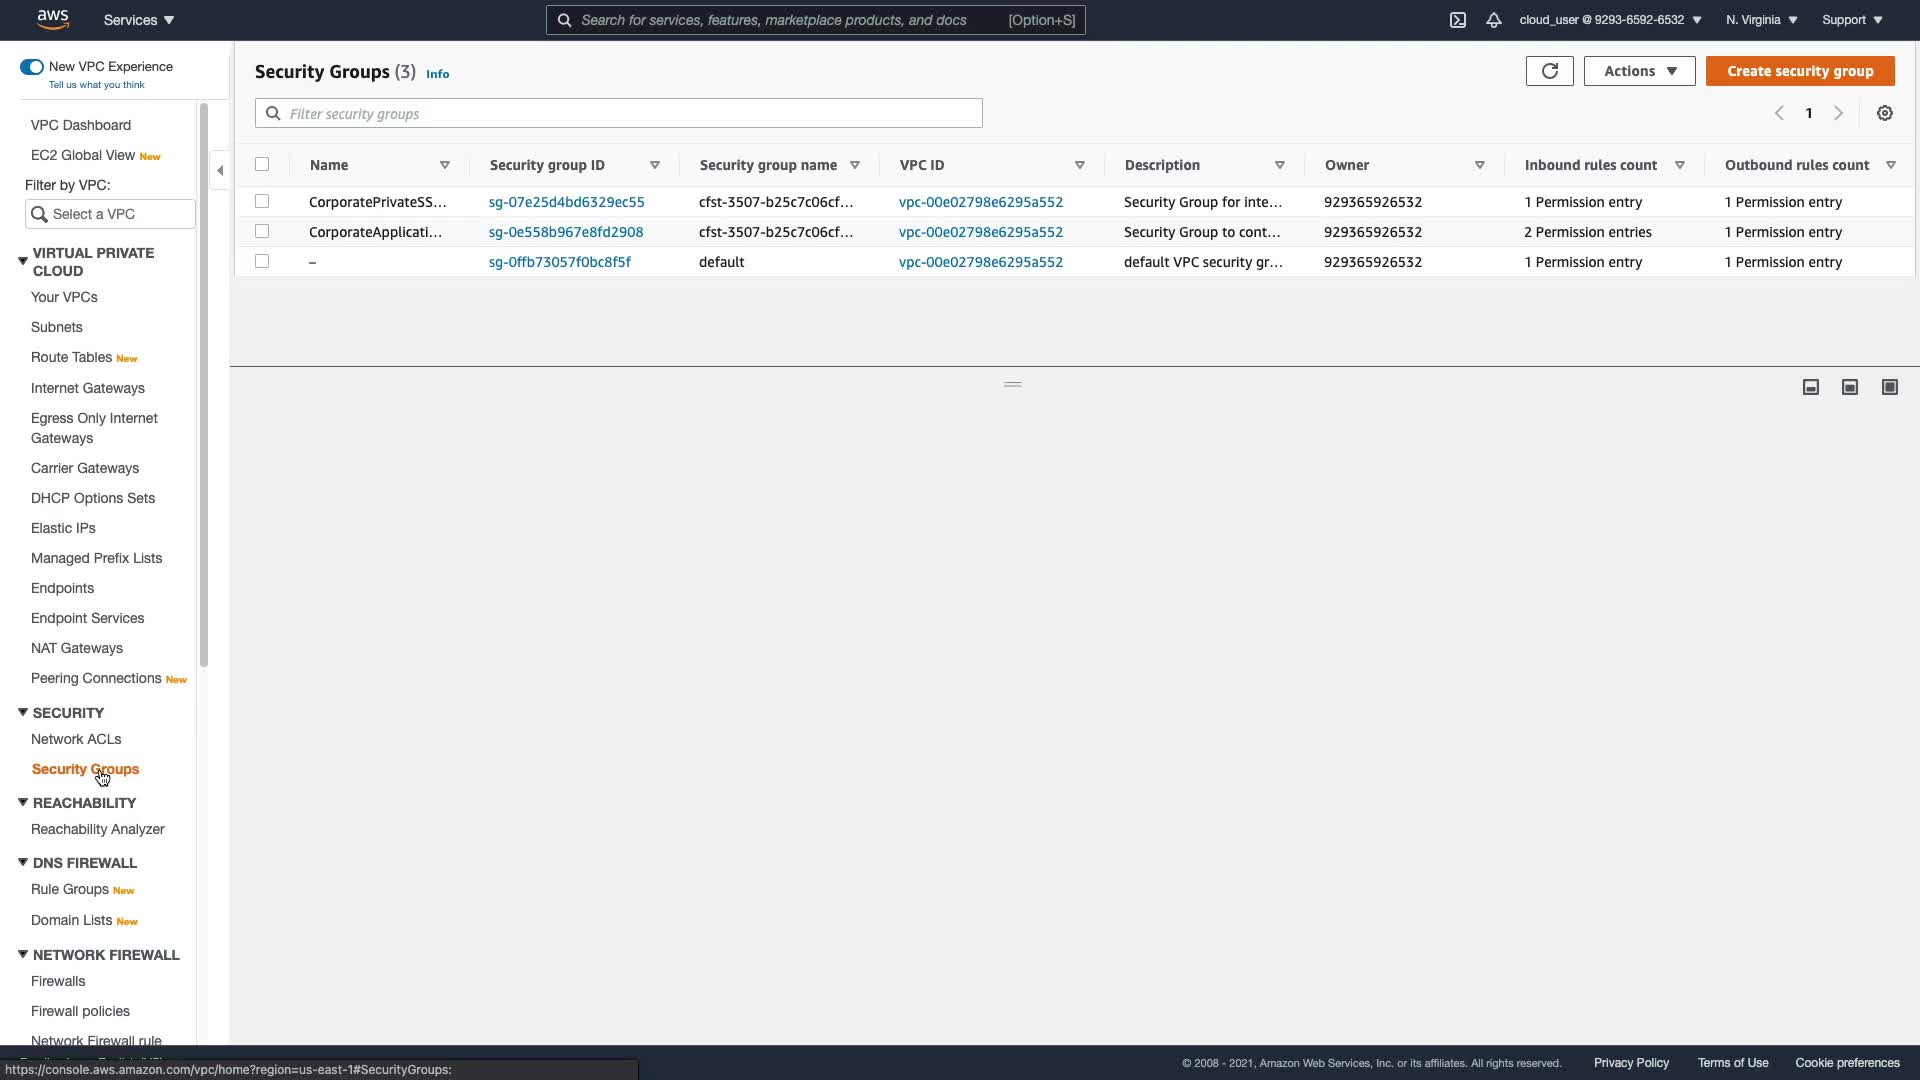 aws
Services
Search for services, features, marketplace products, and docs [Option+S]
cloud_user @ 9293-6592-6532
N. Virginia
Support
New VPC Experience
Tell us what you think
VPC Dashboard
EC2 Global View New
Filter by VPC:
Select a VPC
VIRTUAL PRIVATE
CLOUD
Your VPCs
Subnets
Route Tables New
Internet Gateways
Egress Only Internet
Gateways
Carrier Gateways
DHCP Options Sets
Elastic IPs
Managed Prefix Lists
Endpoints
Endpoint Services
NAT Gateways
Peering Connections New
SECURITY
Network ACLs
Security Groups
REACHABILITY
Reachability Analyzer
DNS FIREWALL
Rule Groups New
Domain Lists New
NETWORK FIREWALL
Firewalls
Firewall policies
Network Firewall rule
Security Groups (3) Info
Actions
Create security group
Filter security groups
1
Name Security group ID Security group name VPC ID Description Owner Inbound rules count Outbound rules count
CorporatePrivateSS... sg-07e25d4bd6329ec55 cfst-3507-b25c7c06cf... vpc-00e02798e6295a552 Security Group for inte... 929365926532 1 Permission entry 1 Permission entry
CorporateApplicati... sg-0e558b967e8fd2908 cfst-3507-b25c7c06cf... vpc-00e02798e6295a552 Security Group to cont... 929365926532 2 Permission entries 1 Permission entry
– sg-0ffb73057f0bc8f5f default vpc-00e02798e6295a552 default VPC security gr... 929365926532 1 Permission entry 1 Permission entry
https://console.aws.amazon.com/vpc/home?region=us-east-1#SecurityGroups:
© 2008 - 2021, Amazon Web Services, Inc. or its affiliates. All rights reserved. Privacy Policy Terms of Use Cookie preferences